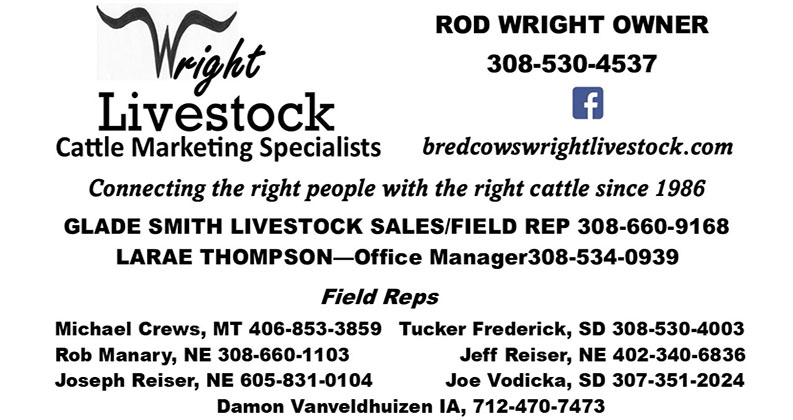 Wright
Livestock
Cattle Marketing Specialists
ROD WRIGHT OWNER
308-530-4537
f
bredcowswrightlivestock.com
Connecting the right people with the right cattle since 1986
GLADE SMITH LIVESTOCK SALES/FIELD REP 308-660-9168
LARAE THOMPSON—Office Manager308-534-0939
Field Reps
Michael Crews, MT 406-853-3859 Tucker Frederick, SD 308-530-4003
Rob Manary, NE 308-660-1103 Jeff Reiser, NE 402-340-6836
Joseph Reiser, NE 605-831-0104 Joe Vodicka, SD 307-351-2024
Damon Vanveldhuizen IA, 712-470-7473